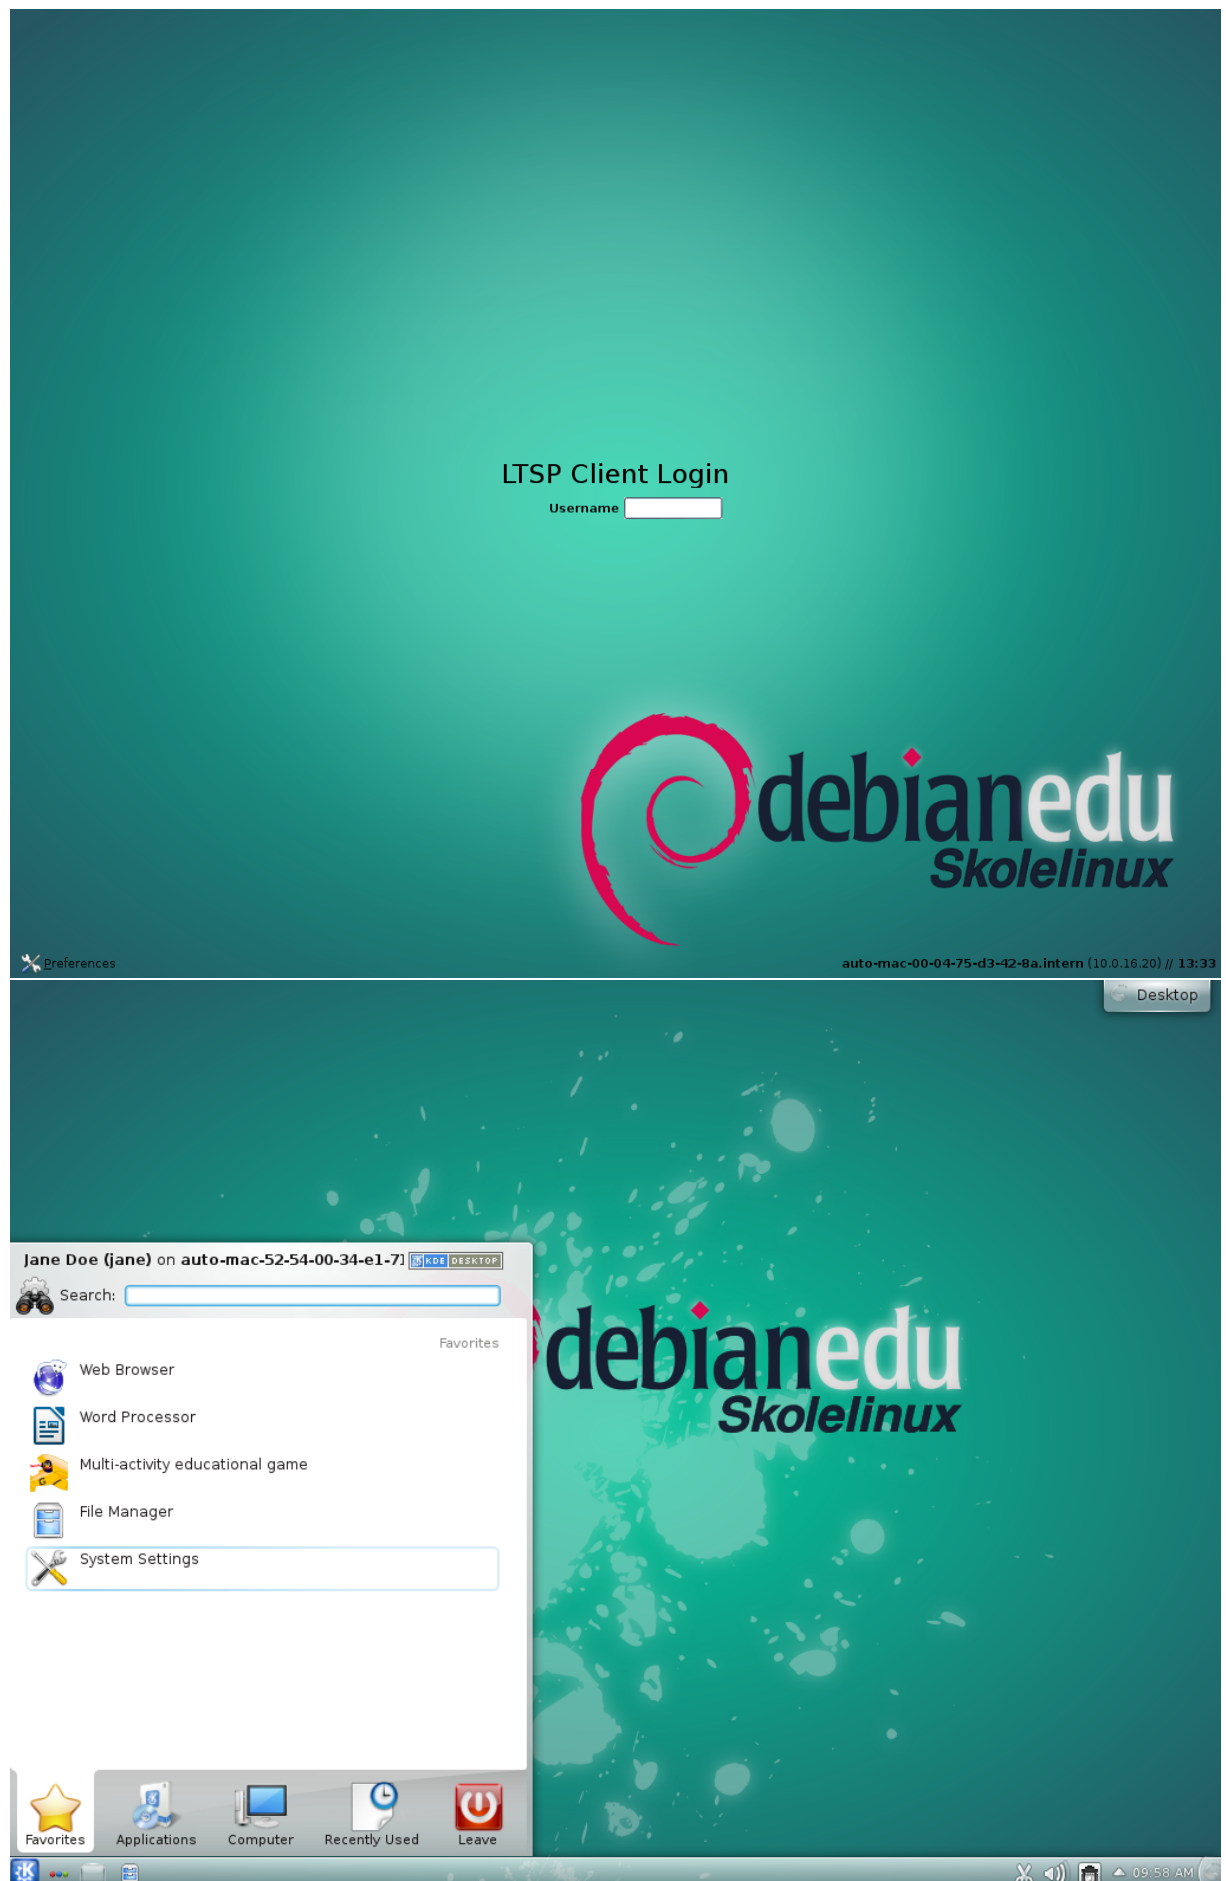 LTSP Client Login
Username
debianedu
Skolelinux
Preferences
auto-mac-00-04-75-d3-42-8a.intern (10.0.16.20) // 13:33
Desktop
Jane Doe (jane) on auto-mac-52-54-00-34-e1-7] KDE DESKTOP
Search:
debianedu
Skolelinux
Favorites
Web Browser
Word Processor
Multi-activity educational game
File Manager
System Settings
Favorites Applications Computer Recently Used Leave
09:58 AM